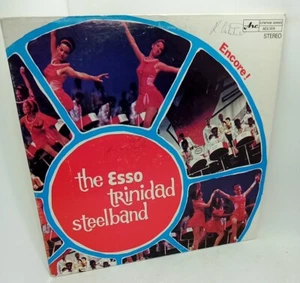 Encore!
STEREO
the Esso
trinidad
steelband